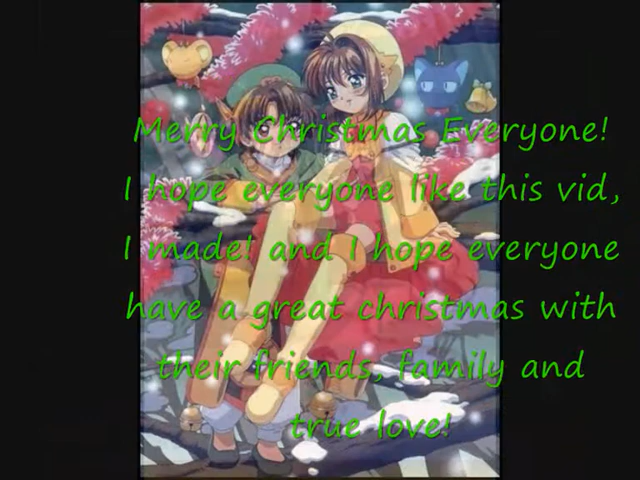 Merry Christmas Everyone!
I hope everyone like this vid,
I made! and I hope everyone
have a great christmas with
their friends, family and
true love!